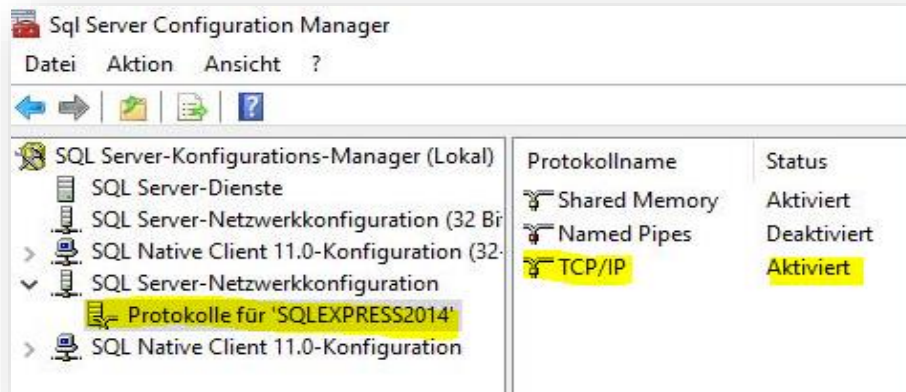 Sql Server Configuration Manager
Datei Aktion Ansicht ?
SQL Server-Konfigurations-Manager (Lokal)
SQL Server-Dienste
SQL Server-Netzwerkkonfiguration (32 Bi
SQL Native Client 11.0-Konfiguration (32-
SQL Server-Netzwerkkonfiguration
Protokolle für 'SQLEXPRESS2014'
SQL Native Client 11.0-Konfiguration
Protokollname Status
Shared Memory Aktiviert
Named Pipes Deaktiviert
TCP/IP Aktiviert